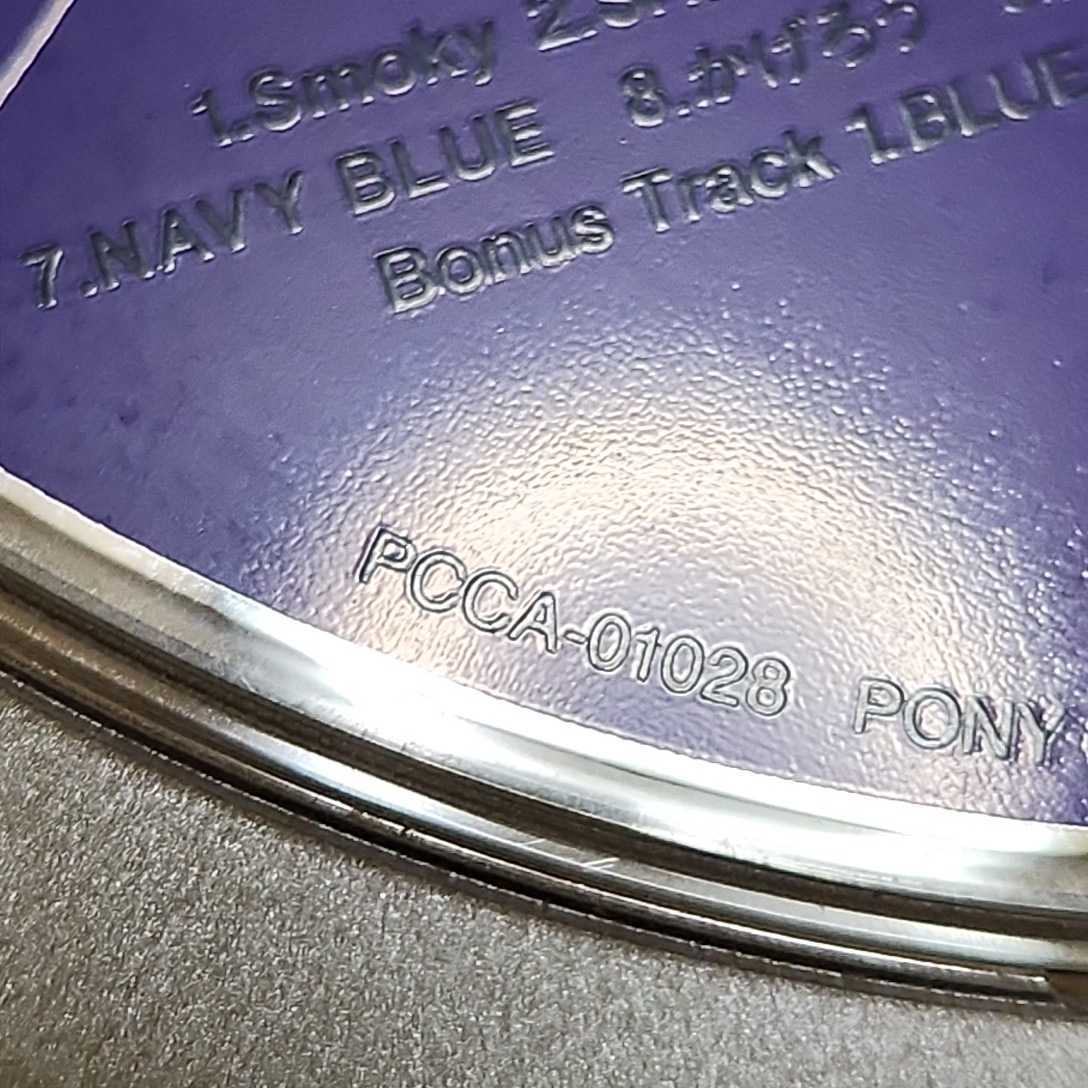 1.Smoky
7.NAVY BLUE 8.かげろう
Bonus Track 1.BLUE
PCCA-01028 PONY